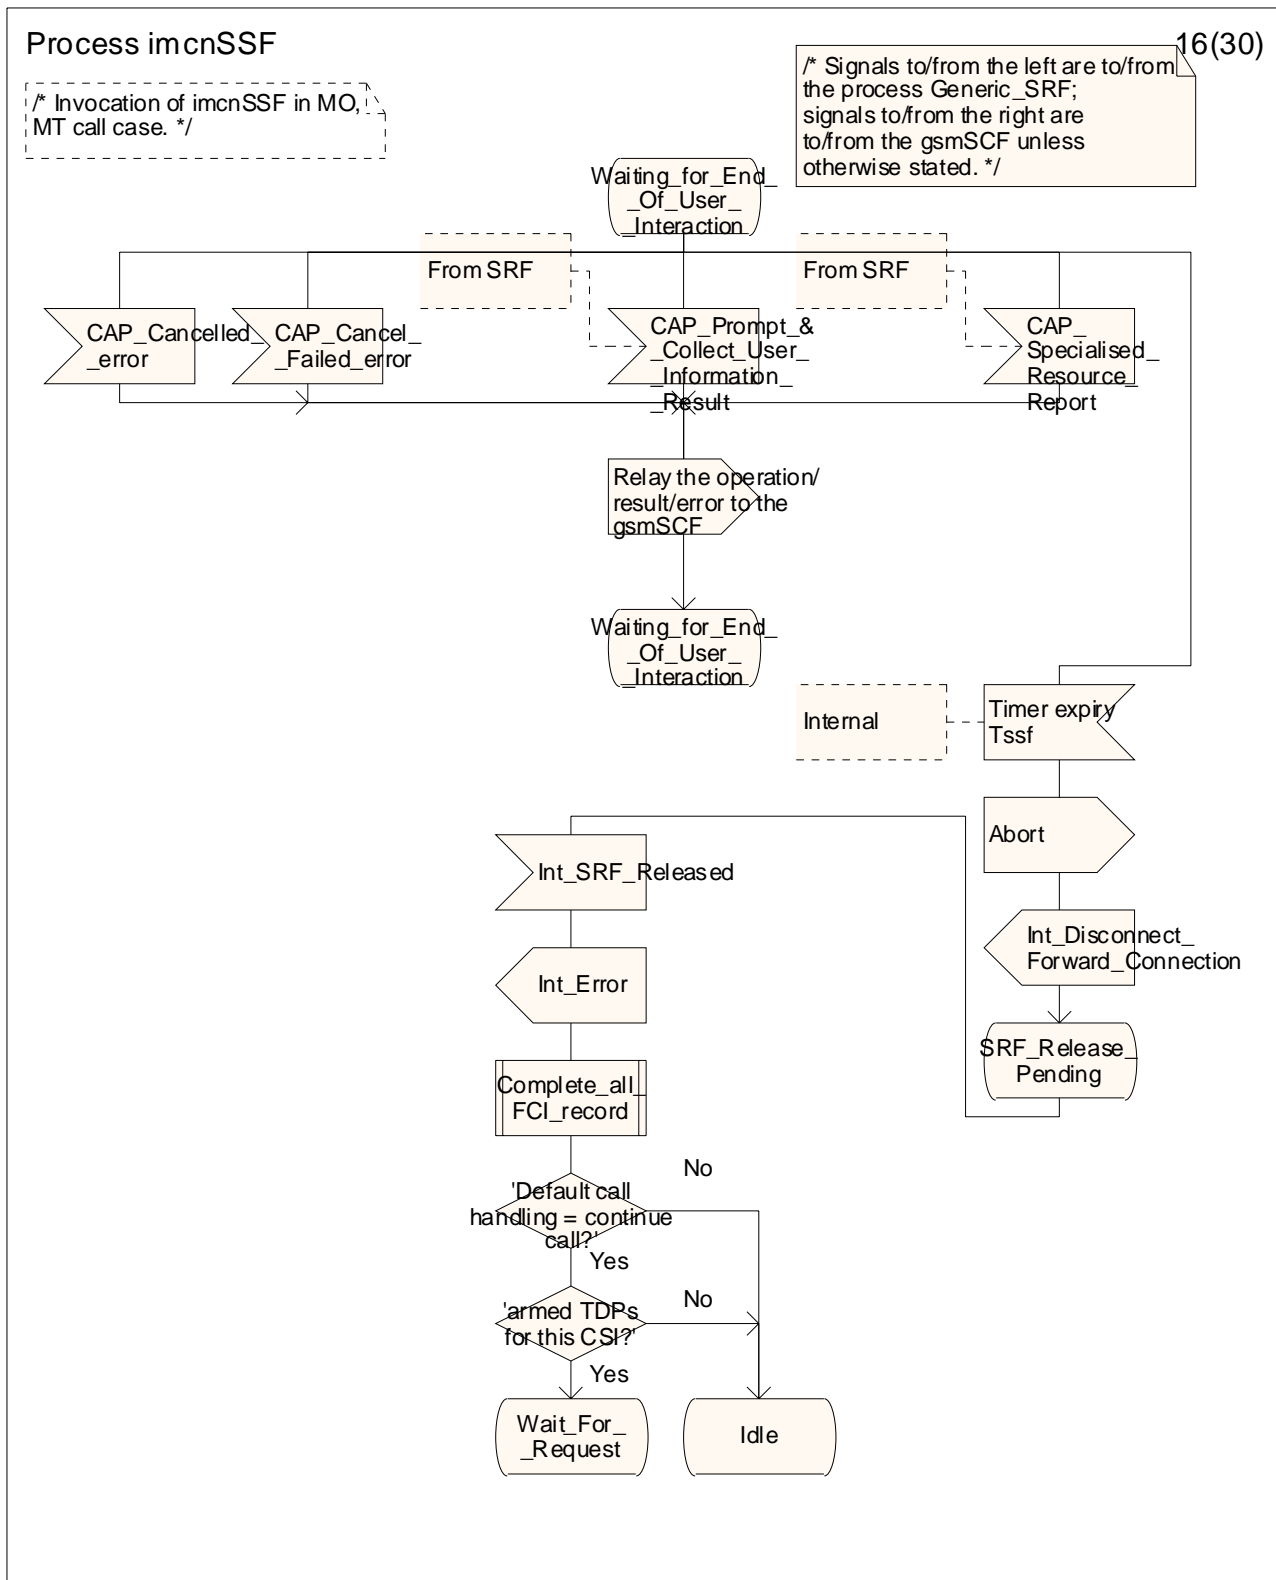 Process imcnSSF
16(30)
/* Invocation of imcnSSF in MO,
MT call case. */
/* Signals to/from the left are to/from
the process Generic_SRF;
signals to/from the right are
to/from the gsmSCF unless
otherwise stated. */
Waiting_for_End_
_Of_User_
_Interaction
From SRF
From SRF
CAP_Cancelled_
_error
CAP_Cancel_
_Failed_error
CAP_Prompt_&
_Collect_User_
_Information_
_Result
CAP_
Specialised_
Resource_
Report
Relay the operation/
result/error to the
gsmSCF
Waiting_for_End_
_Of_User_
_Interaction
Internal
Timer expiry
Tssf
Abort
Int_SRF_Released
Int_Disconnect_
Forward_Connection
Int_Error
SRF_Release_
Pending
Complete_all_
FCI_record
No
'Default call
handling = continue
call?'
Yes
No
'armed TDPs
for this CSI?'
Yes
Wait_For_
_Request
Idle